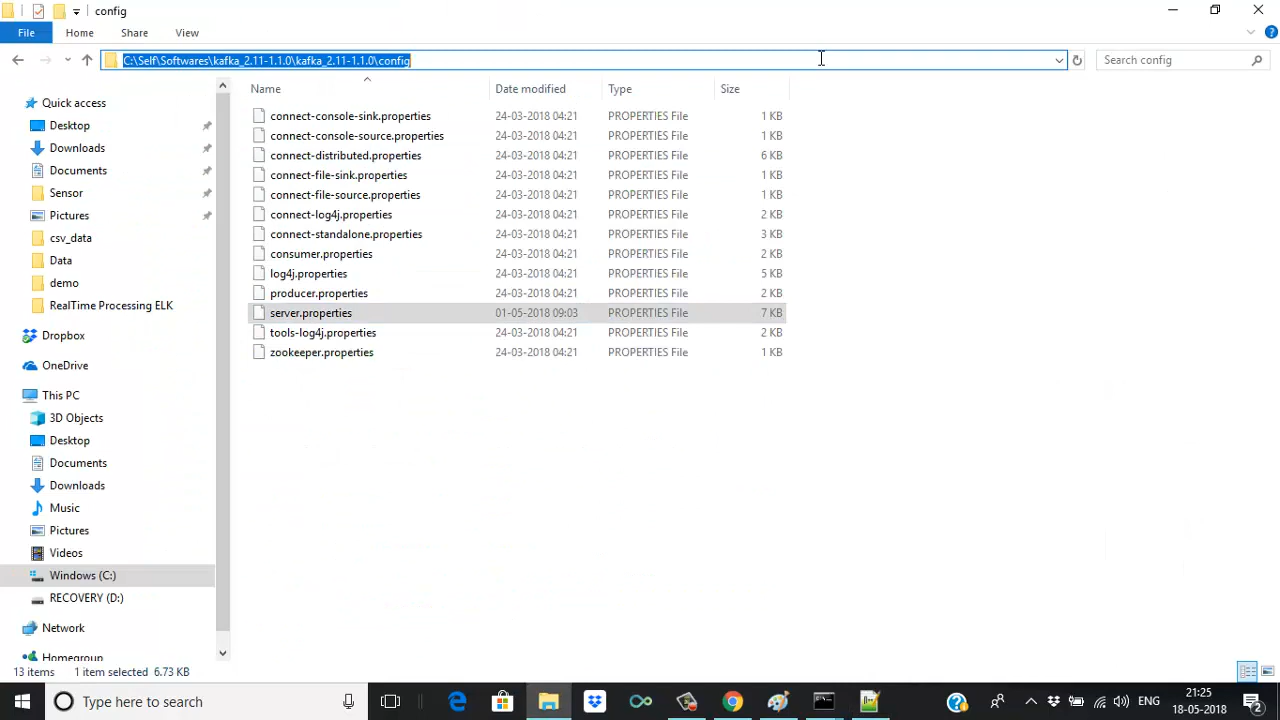 config
File
Home
Share
View
C:\Self\Softwares\kafka_2.11-1.1.0\kafka_2.11-1.1.0\config
Search config
Name
Date modified
Type
Size
Quick access
Desktop
Downloads
Documents
Sensor
Pictures
csv_data
Data
demo
RealTime Processing ELK
Dropbox
OneDrive
This PC
3D Objects
Desktop
Documents
Downloads
Music
Pictures
Videos
Windows (C:)
RECOVERY (D:)
Network
Homegroup
connect-console-sink.properties 24-03-2018 04:21 PROPERTIES File 1 KB
connect-console-source.properties 24-03-2018 04:21 PROPERTIES File 1 KB
connect-distributed.properties 24-03-2018 04:21 PROPERTIES File 6 KB
connect-file-sink.properties 24-03-2018 04:21 PROPERTIES File 1 KB
connect-file-source.properties 24-03-2018 04:21 PROPERTIES File 1 KB
connect-log4j.properties 24-03-2018 04:21 PROPERTIES File 2 KB
connect-standalone.properties 24-03-2018 04:21 PROPERTIES File 3 KB
consumer.properties 24-03-2018 04:21 PROPERTIES File 2 KB
log4j.properties 24-03-2018 04:21 PROPERTIES File 5 KB
producer.properties 24-03-2018 04:21 PROPERTIES File 2 KB
server.properties 01-05-2018 09:03 PROPERTIES File 7 KB
tools-log4j.properties 24-03-2018 04:21 PROPERTIES File 2 KB
zookeeper.properties 24-03-2018 04:21 PROPERTIES File 1 KB
13 items 1 item selected 6.73 KB
Type here to search
ENG
21:25
18-05-2018
2